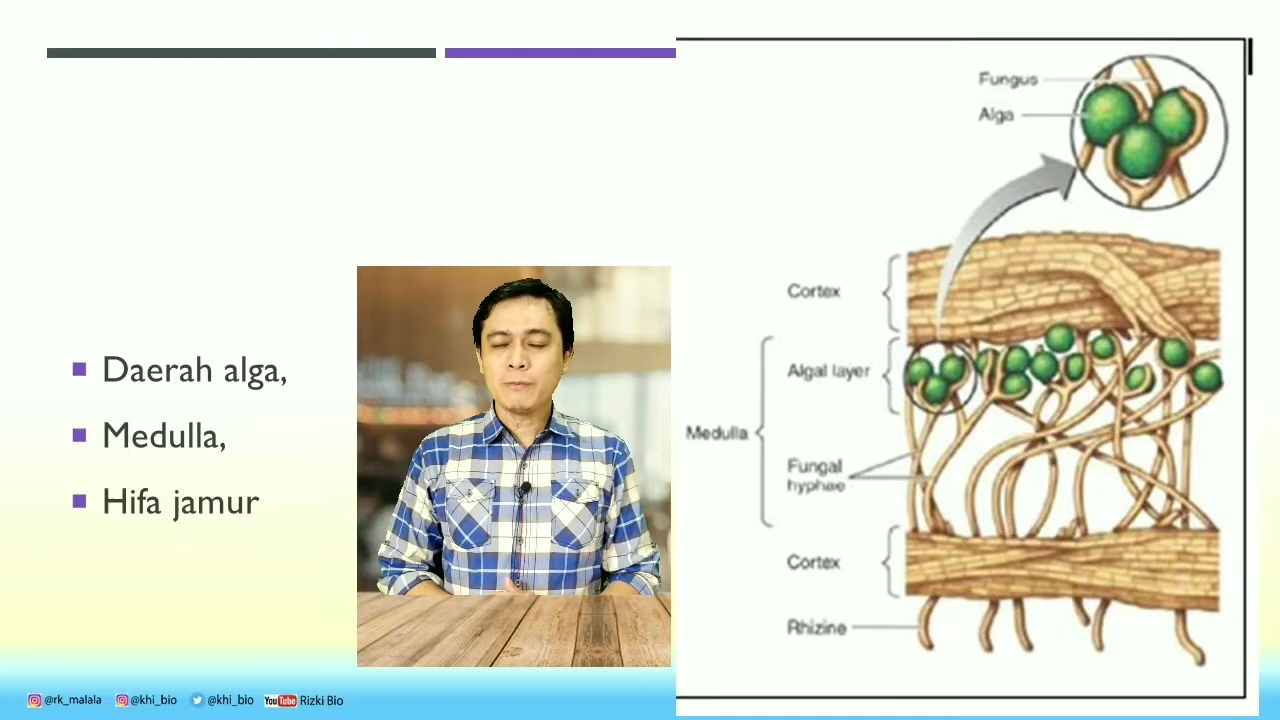 Daerah alga,
Medulla,
Hifa jamur
Fungus
Alga
Cortex
Algal layer
Medulla
Fungal
hyphae
Cortex
Rhizine
@rk_malala @khi_bio @khi_bio YouTube Rizki Bio